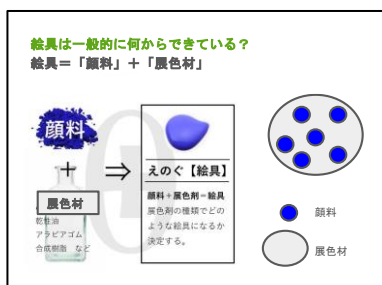 絵具は一般的に何からできている？
絵具＝「顔料」＋「展色材」
顔料
＋
展色材
乾性油
アラビアゴム
合成樹脂 など
⇒
えのぐ【絵具】
顔料＋展色剤＝絵具
展色剤の種類でどの
ような絵具になるか
決定する。
顔料
展色材